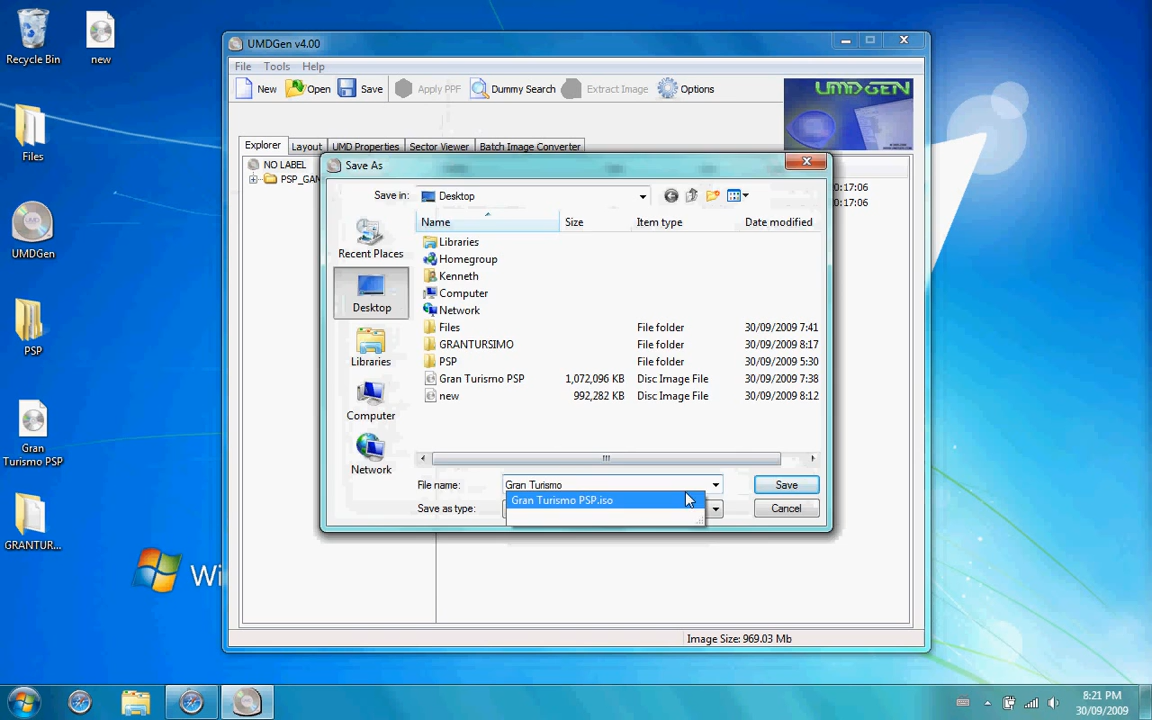 Recycle Bin
new
Files
UMDGen
PSP
Gran
Turismo PSP
GRANTUR...
Wi
UMDGen v4.00
File Tools Help
New Open Save Apply PPF Dummy Search Extract Image Options
UMDGEN
Explorer Layout UMD Properties Sector Viewer Batch Image Converter
NO LABEL
PSP_GAM
0:17:06
0:17:06
Save As
Save in: Desktop
Name Size Item type Date modified
Recent Places
Desktop
Libraries
Computer
Network
Libraries
Homegroup
Kenneth
Computer
Network
Files File folder 30/09/2009 7:41
GRANTURSIMO File folder 30/09/2009 8:17
PSP File folder 30/09/2009 5:30
Gran Turismo PSP 1,072,096 KB Disc Image File 30/09/2009 7:38
new 992,282 KB Disc Image File 30/09/2009 8:12
File name: Gran Turismo Save
Gran Turismo PSP.iso
Save as type: Cancel
Image Size: 969.03 Mb
8:21 PM
30/09/2009